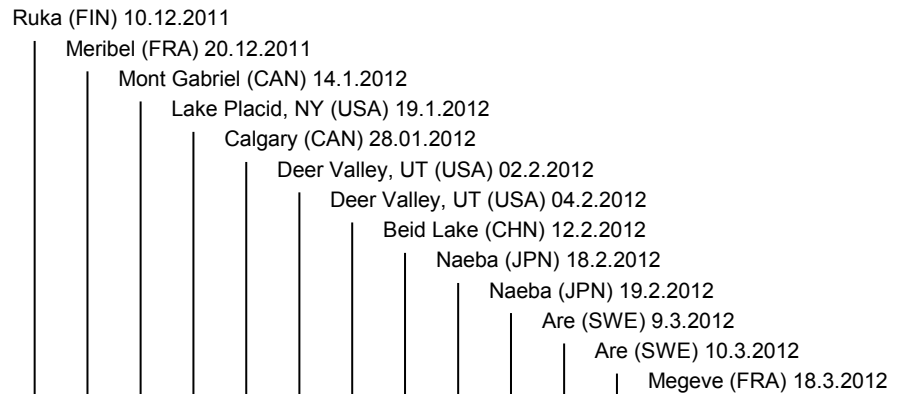 Ruka (FIN) 10.12.2011
Meribel (FRA) 20.12.2011
Mont Gabriel (CAN) 14.1.2012
Lake Placid, NY (USA) 19.1.2012
Calgary (CAN) 28.01.2012
Deer Valley, UT (USA) 02.2.2012
Deer Valley, UT (USA) 04.2.2012
Beid Lake (CHN) 12.2.2012
Naeba (JPN) 18.2.2012
Naeba (JPN) 19.2.2012
Are (SWE) 9.3.2012
Are (SWE) 10.3.2012
Megeve (FRA) 18.3.2012